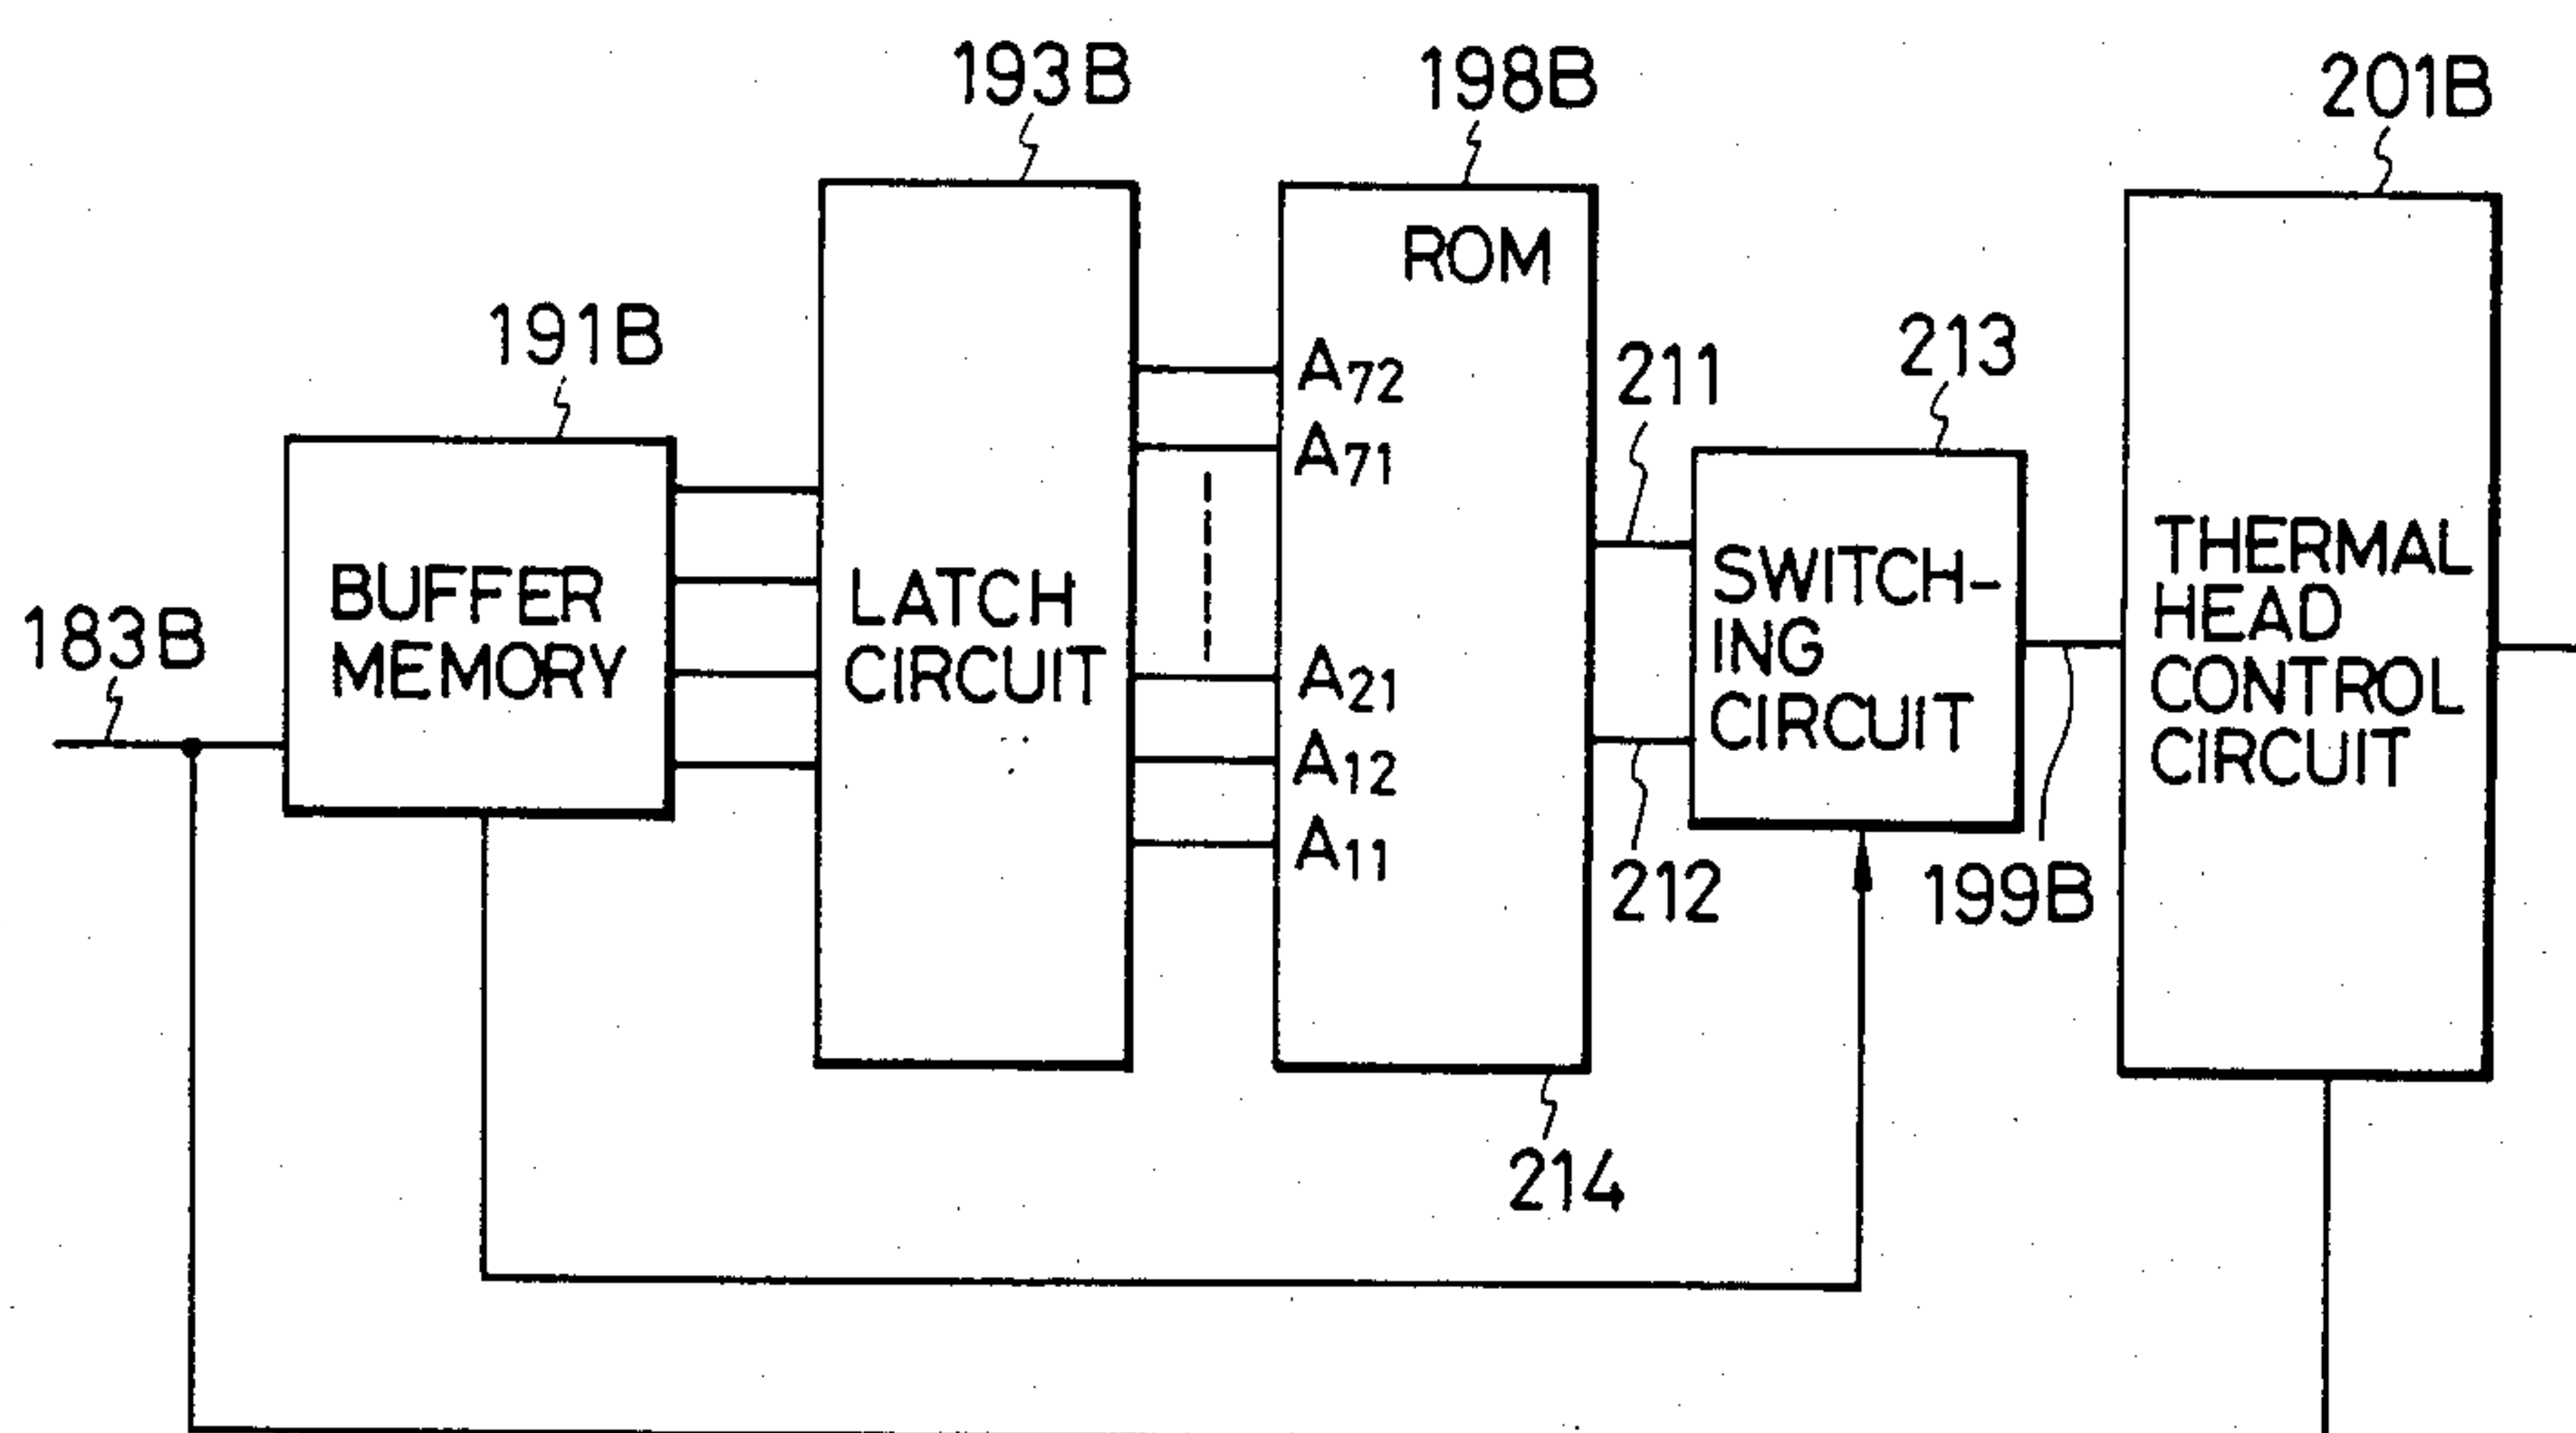 193B
198B
201B
ROM
191B
213
A72
211
A71
THERMAL
HEAD
CONTROL
CIRCUIT
SWITCH-
ING
CIRCUIT
BUFFER
MEMORY
LATCH
CIRCUIT
183B
A21
A12
A11
212
199B
214